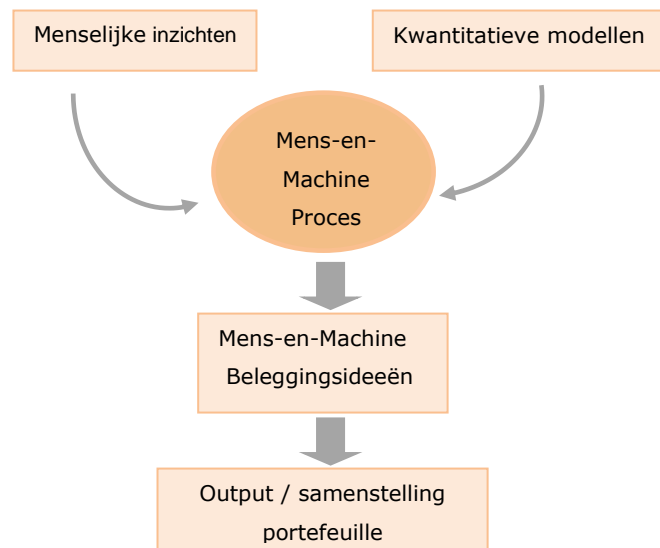 Menselijke inzichten
Kwantitatieve modellen
Mens-en-
Machine
Proces
Mens-en-Machine
Beleggingsideeën
Output / samenstelling
portefeuille